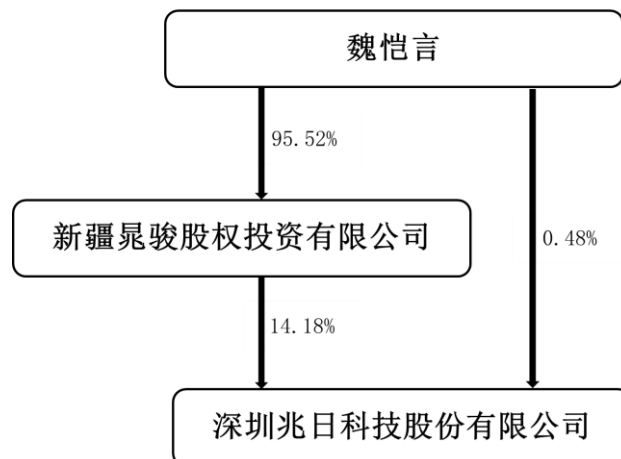 魏恺言
95.52%
新疆晁骏股权投资有限公司
0.48%
14.18%
深圳兆日科技股份有限公司